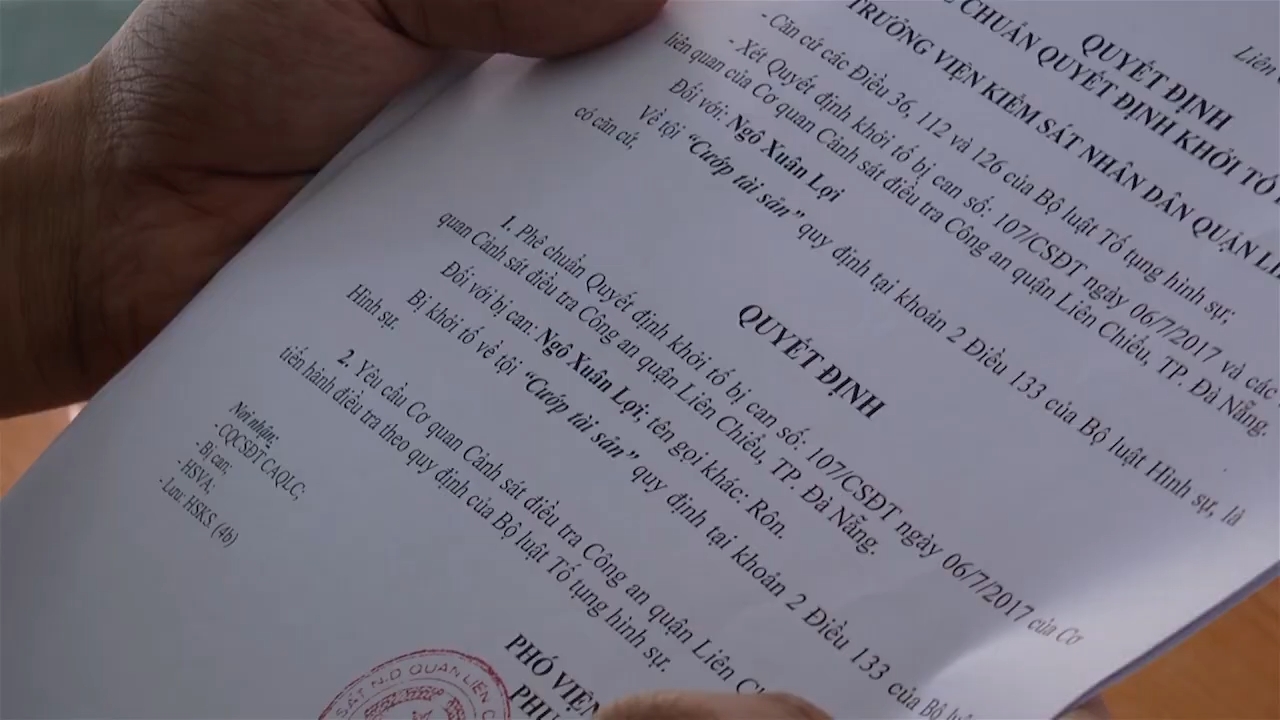 Liên
QUYẾT ĐỊNH
CHUẨN QUYẾT ĐỊNH KHỞI TỐ
TRƯỞNG VIỆN KIỂM SÁT NHÂN DÂN QUẬN
- Căn cứ các Điều 36, 112 và 126 của Bộ luật Tố tụng hình sự;
- Xét Quyết định khởi tố bị can số: 107/CSĐT ngày 06/7/2017 và các
liên quan của Cơ quan Cảnh sát điều tra Công an quận Liên Chiểu, TP. Đà Nẵng.
Đối với: Ngô Xuân Lợi
Về tội “Cướp tài sản” quy định tại khoản 2 Điều 133 của Bộ luật Hình sự, là
có căn cứ,
QUYẾT ĐỊNH
1. Phê chuẩn Quyết định khởi tố bị can số: 107/CSĐT ngày 06/7/2017 của Cơ
quan Cảnh sát điều tra Công an quận Liên Chiểu, TP. Đà Nẵng.
Đối với bị can: Ngô Xuân Lợi; tên gọi khác: Rôn.
Bị khởi tố về tội “Cướp tài sản” quy định tại khoản 2 Điều 133 của Bộ luật
Hình sự.
2. Yêu cầu Cơ quan Cảnh sát điều tra Công an quận Liên
tiến hành điều tra theo quy định của Bộ luật Tố tụng hình sự.
Nơi nhận:
- CQCSĐT CAQLC;
- Bị can;
- HSVA;
- Lưu: HSKS. (4b)
PHÓ VIỆN
SÁT N.D QUẬN LIÊN